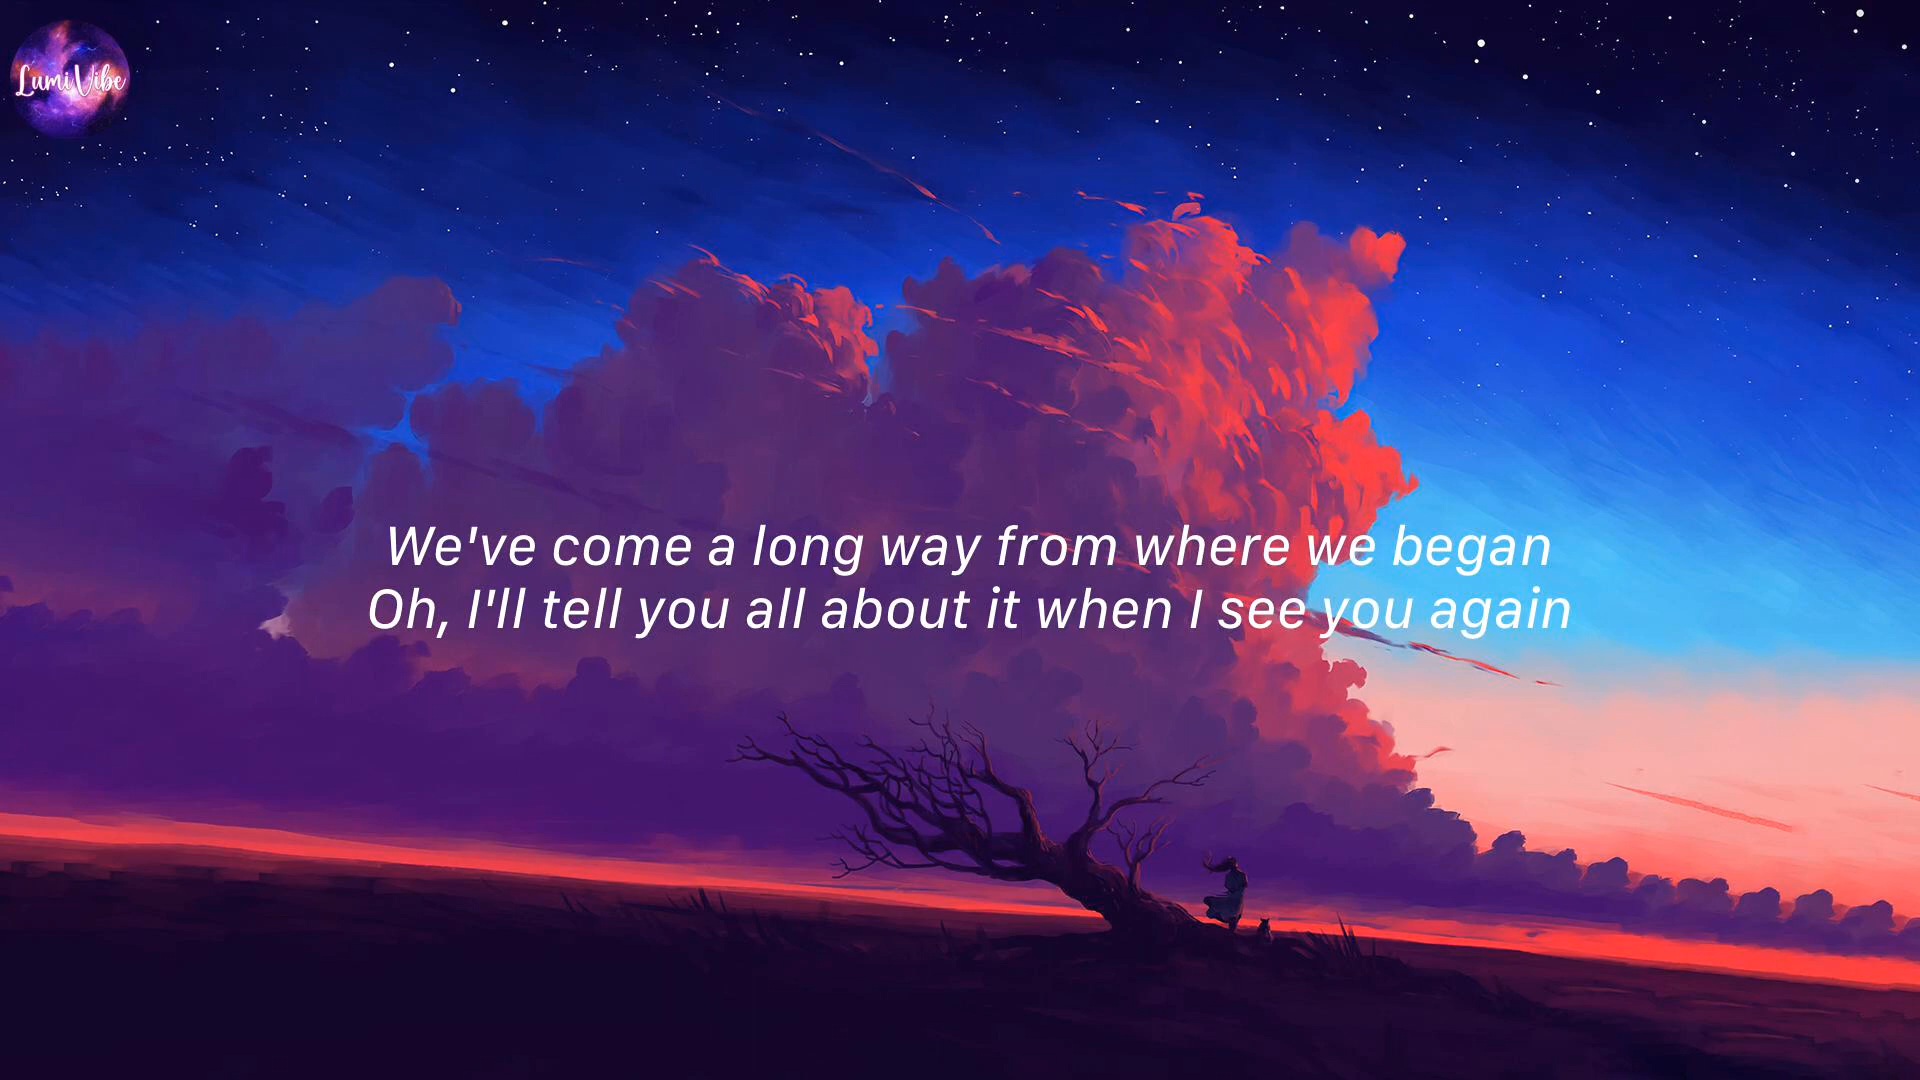 LumiVibe
We've come a long way from where we began
Oh, I'll tell you all about it when I see you again